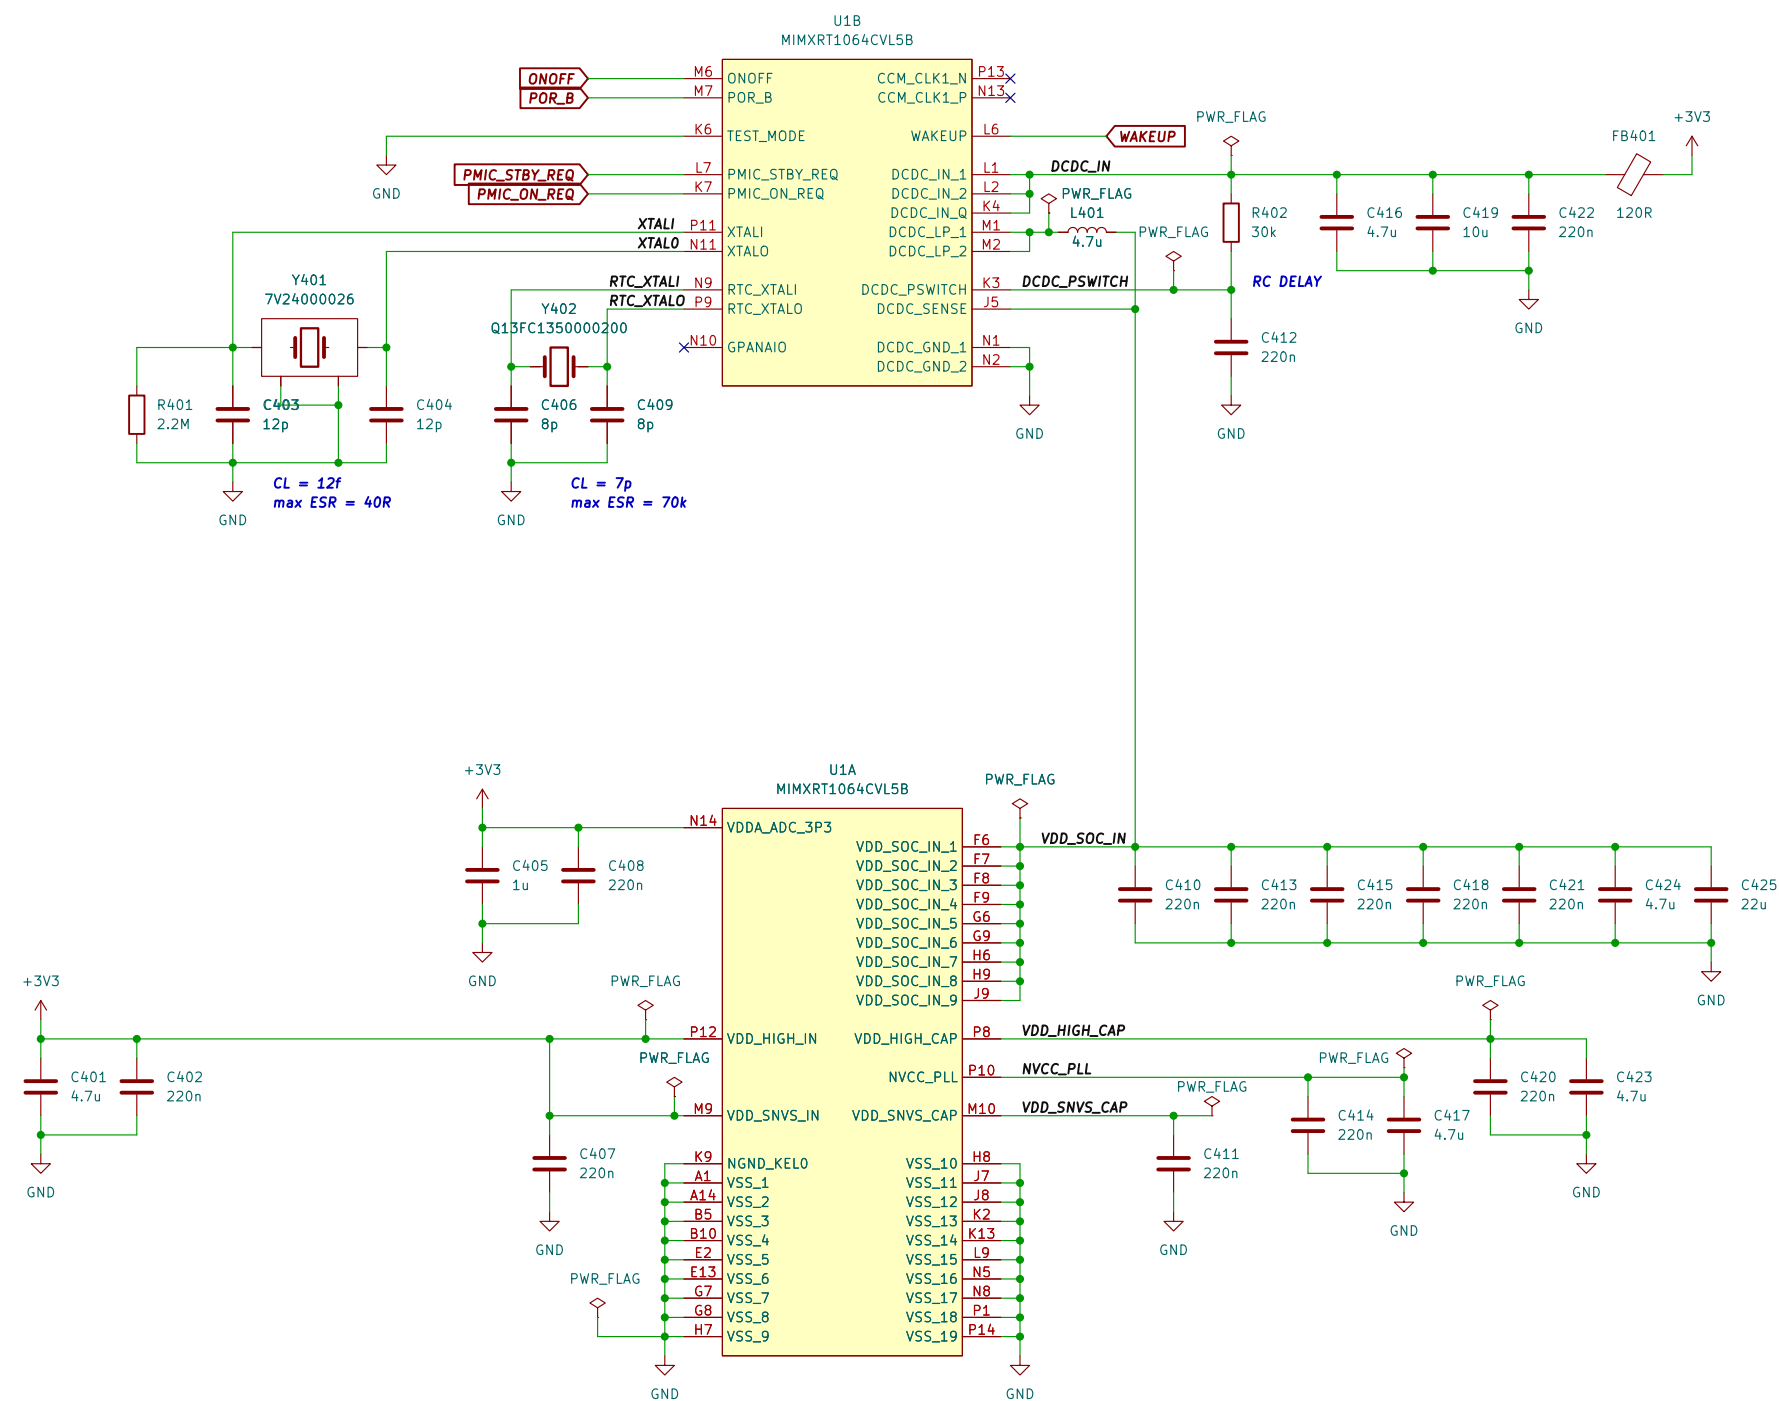 U1B
MIMXRT1064CVL5B
ONOFF
POR_B
PMIC_STBY_REQ
PMIC_ON_REQ
M6 ONOFF
M7 POR_B
K6 TEST_MODE
L7 PMIC_STBY_REQ
K7 PMIC_ON_REQ
P11 XTALI
N11 XTALO
N9 RTC_XTALI
P9 RTC_XTALO
N10 GPANAIO
CCM_CLK1_N P13
CCM_CLK1_P N13
WAKEUP L6
DCDC_IN_1 L1
DCDC_IN_2 L2
DCDC_IN_Q K4
DCDC_LP_1 M1
DCDC_LP_2 M2
DCDC_PSWITCH K3
DCDC_SENSE J5
DCDC_GND_1 N1
DCDC_GND_2 N2
GND
XTALI
XTALO
RTC_XTALI
RTC_XTALO
Y401
7V24000026
Y402
Q13FC1350000200
R401
2.2M
C403
12p
C404
12p
C406
8p
C409
8p
CL = 12f
max ESR = 40R
GND
CL = 7p
max ESR = 70k
GND
WAKEUP
DCDC_IN
PWR_FLAG
L401
4.7u
PWR_FLAG
PWR_FLAG
DCDC_PSWITCH
R402
30k
RC DELAY
C412
220n
GND
GND
C416
4.7u
C419
10u
C422
220n
GND
FB401
120R
+3V3
U1A
MIMXRT1064CVL5B
+3V3
C405
1u
C408
220n
GND
+3V3
C401
4.7u
C402
220n
GND
PWR_FLAG
PWR_FLAG
C407
220n
GND
PWR_FLAG
GND
N14 VDDA_ADC_3P3
P12 VDD_HIGH_IN
M9 VDD_SNVS_IN
K9 NGND_KEL0
A1 VSS_1
A14 VSS_2
B5 VSS_3
B10 VSS_4
E2 VSS_5
E13 VSS_6
G7 VSS_7
G8 VSS_8
H7 VSS_9
VDD_SOC_IN_1 F6
VDD_SOC_IN_2 F7
VDD_SOC_IN_3 F8
VDD_SOC_IN_4 F9
VDD_SOC_IN_5 G6
VDD_SOC_IN_6 G9
VDD_SOC_IN_7 H6
VDD_SOC_IN_8 H9
VDD_SOC_IN_9 J9
VDD_HIGH_CAP P8
NVCC_PLL P10
VDD_SNVS_CAP M10
VSS_10 H8
VSS_11 J7
VSS_12 J8
VSS_13 K2
VSS_14 K13
VSS_15 L9
VSS_16 N5
VSS_17 N8
VSS_18 P1
VSS_19 P14
GND
PWR_FLAG
VDD_SOC_IN
C410
220n
C413
220n
C415
220n
C418
220n
C421
220n
C424
4.7u
C425
22u
GND
VDD_HIGH_CAP
NVCC_PLL
VDD_SNVS_CAP
PWR_FLAG
PWR_FLAG
PWR_FLAG
C411
220n
GND
C414
220n
C417
4.7u
GND
C420
220n
C423
4.7u
GND